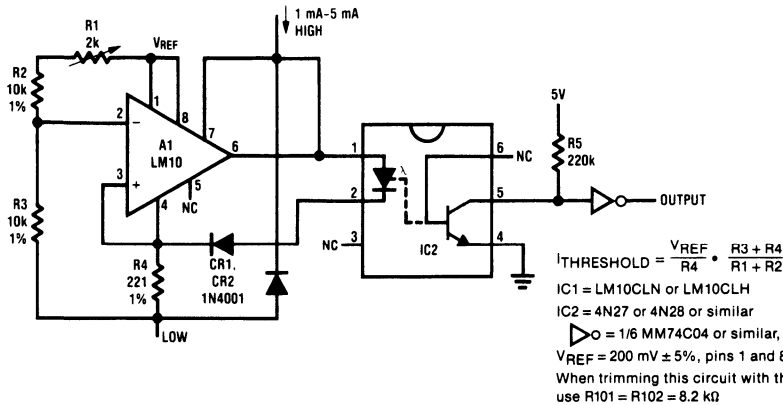 1 mA-5 mA
HIGH
R1
2k
VREF
R2
10k
1%
1
8
7
2
−
A1
LM10
6
3
+
5
NC
4
R3
10k
1%
R4
221
1%
CR1,
CR2
1N4001
LOW
1
2
NC
3
λ
IC2
6
NC
5
4
5V
R5
220k
OUTPUT
ITHRESHOLD = VREF/R4 • R3 + R4/R1 + R2
IC1 = LM10CLN or LM10CLH
IC2 = 4N27 or 4N28 or similar
= 1/6 MM74C04 or similar,
VREF = 200 mV ± 5%, pins 1 and 8
When trimming this circuit with th
use R101 = R102 = 8.2 kΩ